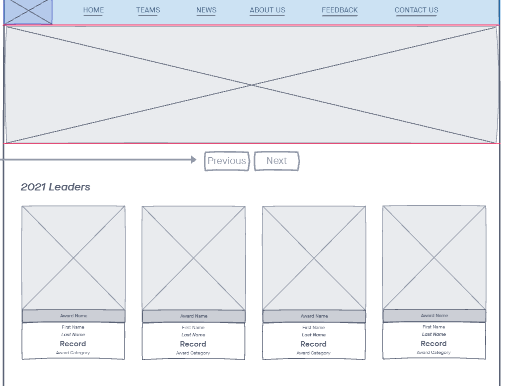 HOME TEAMS NEWS ABOUT US FEEDBACK CONTACT US
Previous Next
2021 Leaders
Award Name
First Name
Last Name
Record
Award Category
Award Name
First Name
Last Name
Record
Award Category
Award Name
First Name
Last Name
Record
Award Category
Award Name
First Name
Last Name
Record
Award Category